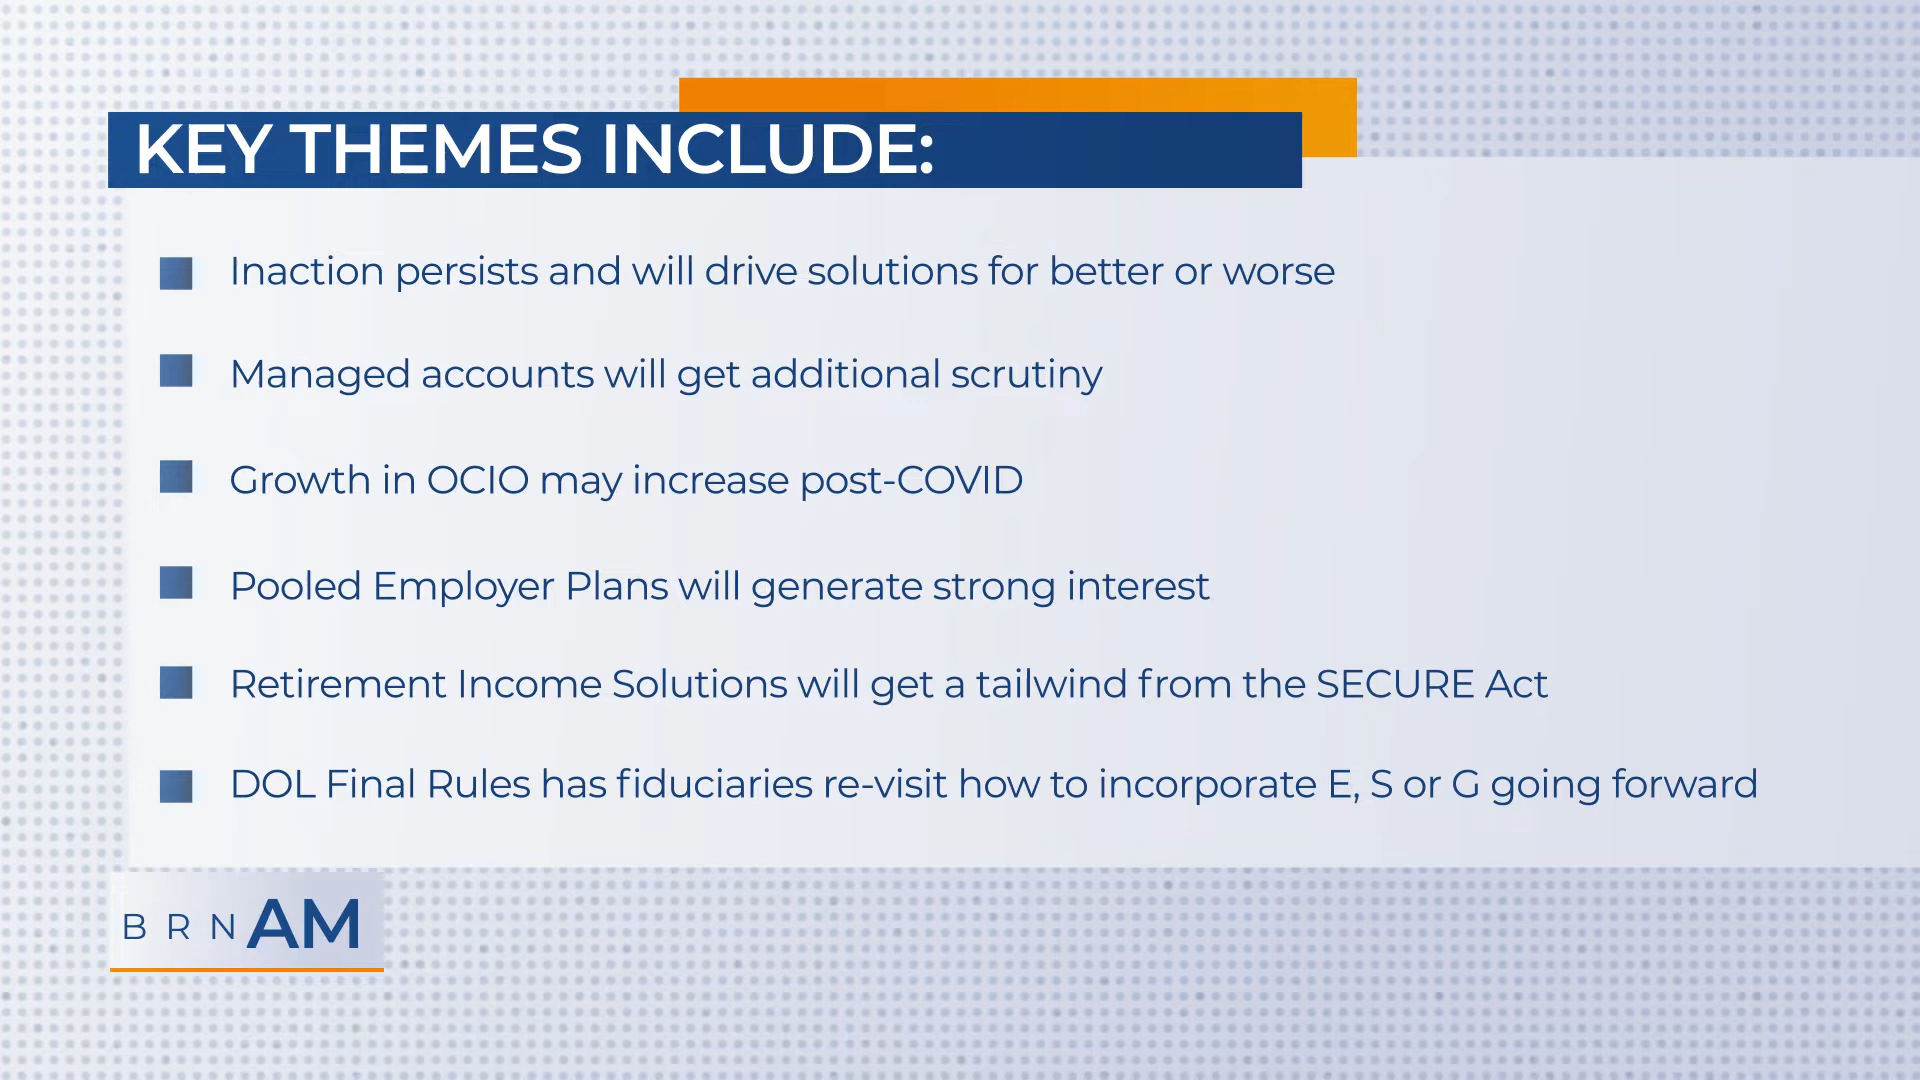 KEY THEMES INCLUDE:
Inaction persists and will drive solutions for better or worse
Managed accounts will get additional scrutiny
Growth in OCIO may increase post-COVID
Pooled Employer Plans will generate strong interest
Retirement Income Solutions will get a tailwind from the SECURE Act
DOL Final Rules has fiduciaries re-visit how to incorporate E, S or G going forward
BRN AM